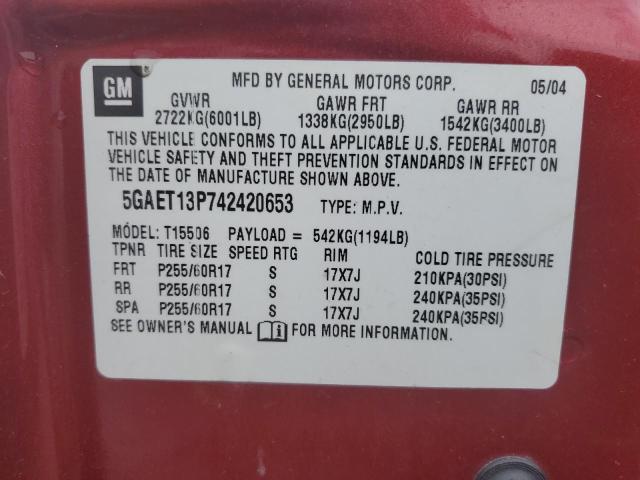 GM
MFD BY GENERAL MOTORS CORP. 05/04
GVWR GAWR FRT GAWR RR
2722KG(6001LB) 1338KG(2950LB) 1542KG(3400LB)
THIS VEHICLE CONFORMS TO ALL APPLICABLE U.S. FEDERAL MOTOR
VEHICLE SAFETY AND THEFT PREVENTION STANDARDS IN EFFECT ON
THE DATE OF MANUFACTURE SHOWN ABOVE.
5GAET13P742420653 TYPE: M.P.V.
MODEL: T15506 PAYLOAD = 542KG(1194LB)
TPNR TIRE SIZE SPEED RTG RIM COLD TIRE PRESSURE
FRT P255/60R17 S 17X7J 210KPA(30PSI)
RR P255/60R17 S 17X7J 240KPA(35PSI)
SPA P255/60R17 S 17X7J 240KPA(35PSI)
SEE OWNER'S MANUAL FOR MORE INFORMATION.